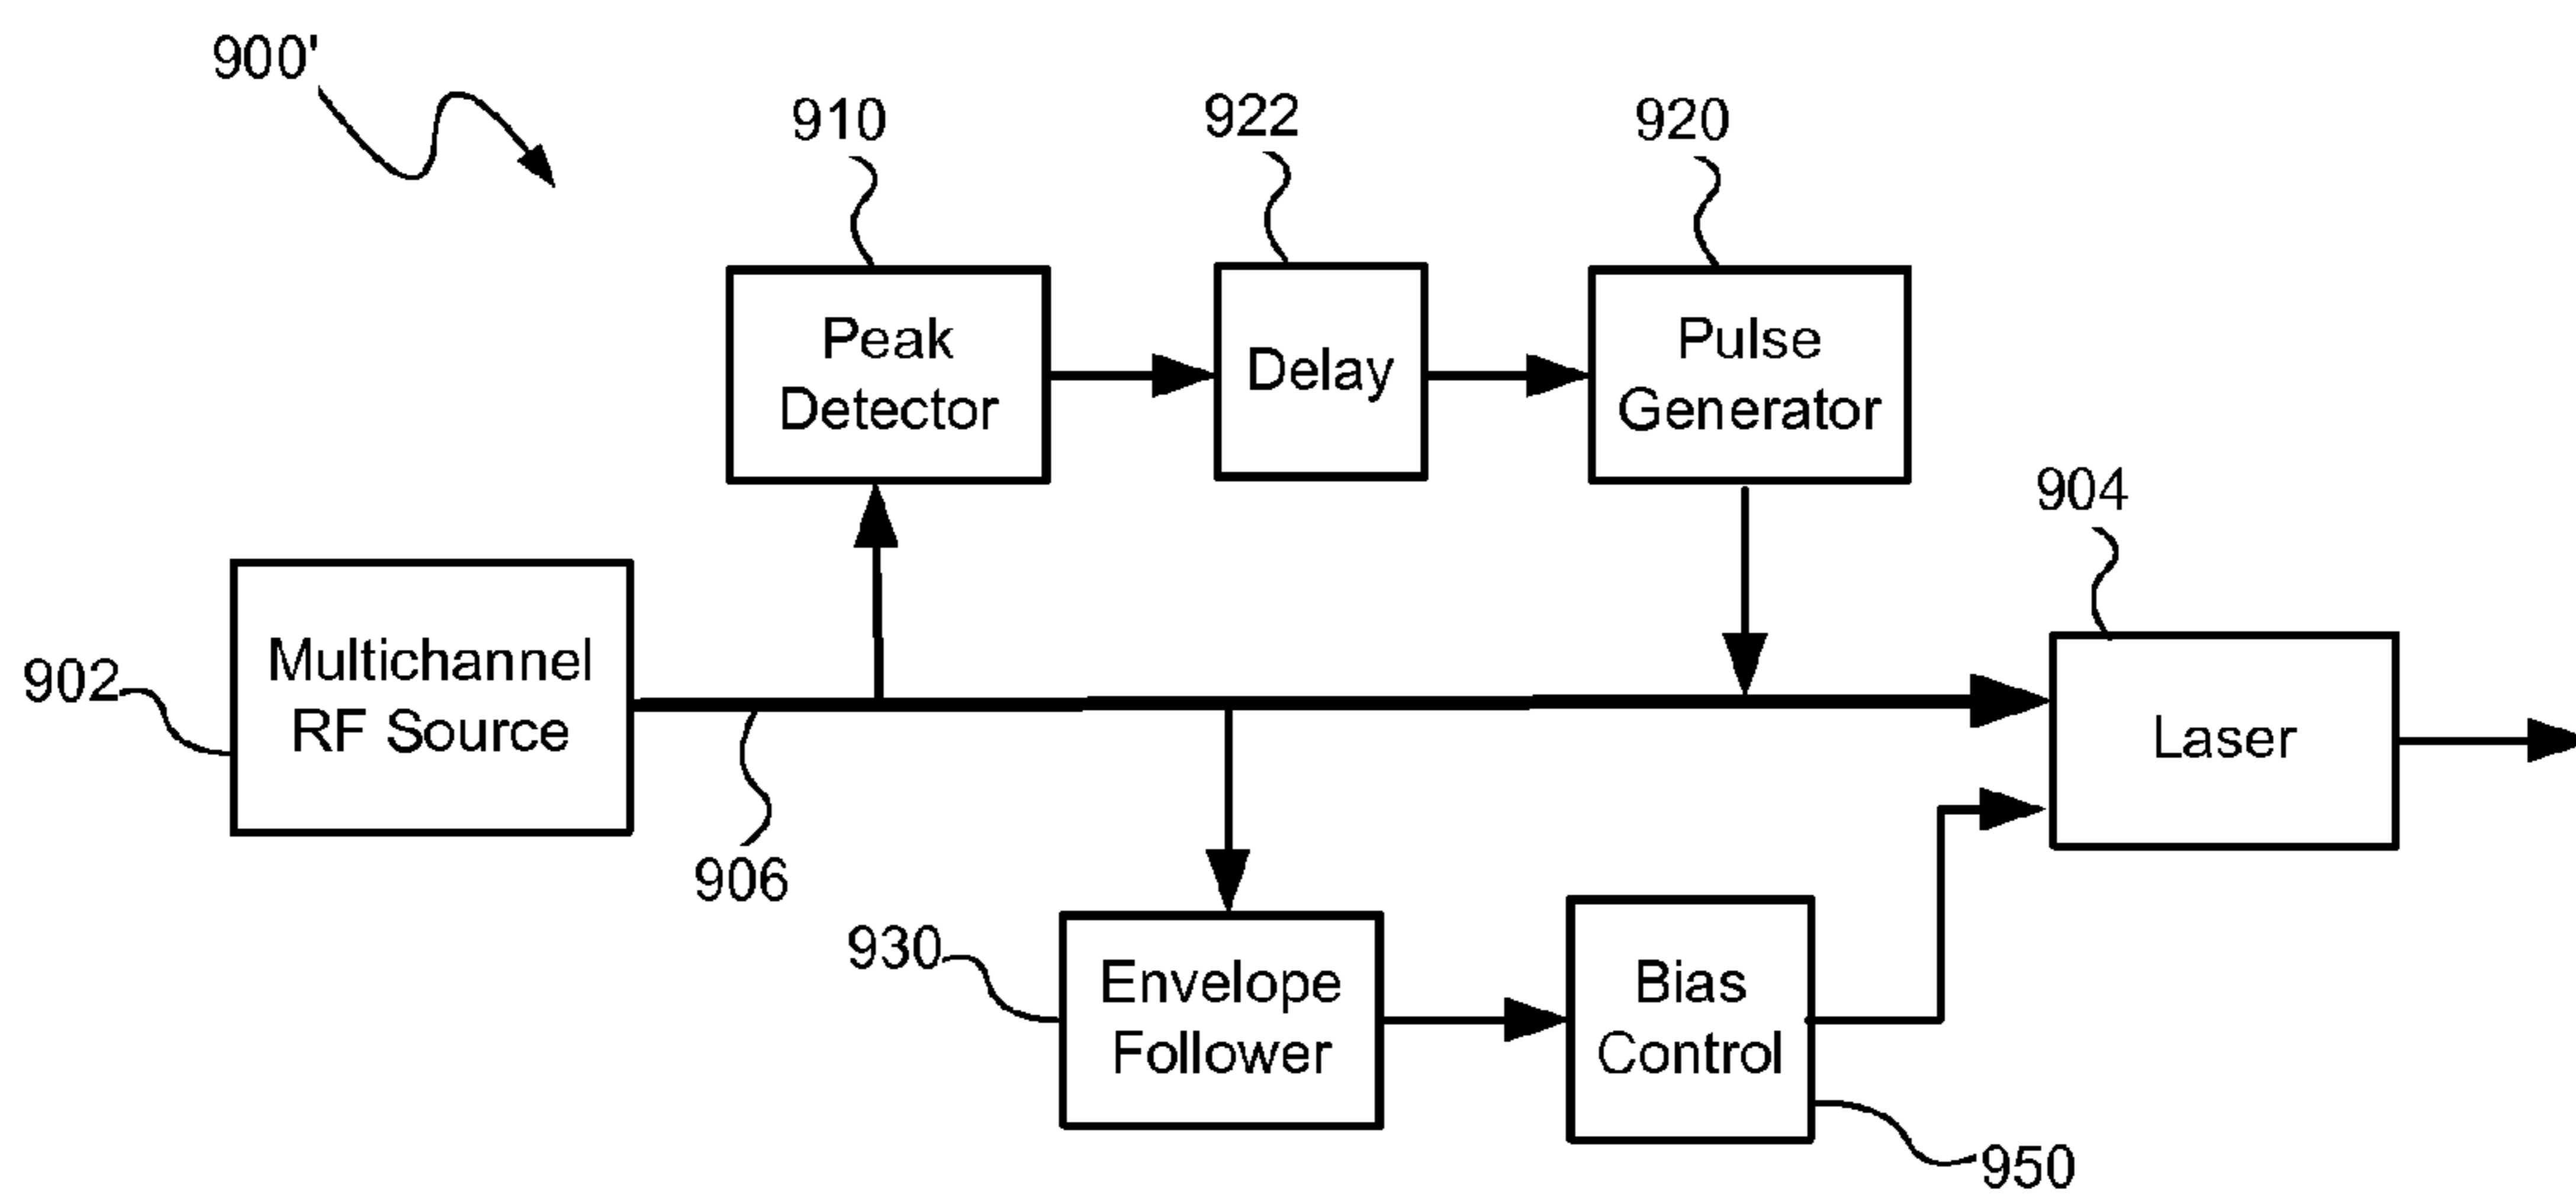 900'
910
922
920
Peak
Detector
Delay
Pulse
Generator
904
902
Multichannel
RF Source
Laser
906
930
Envelope
Follower
Bias
Control
950